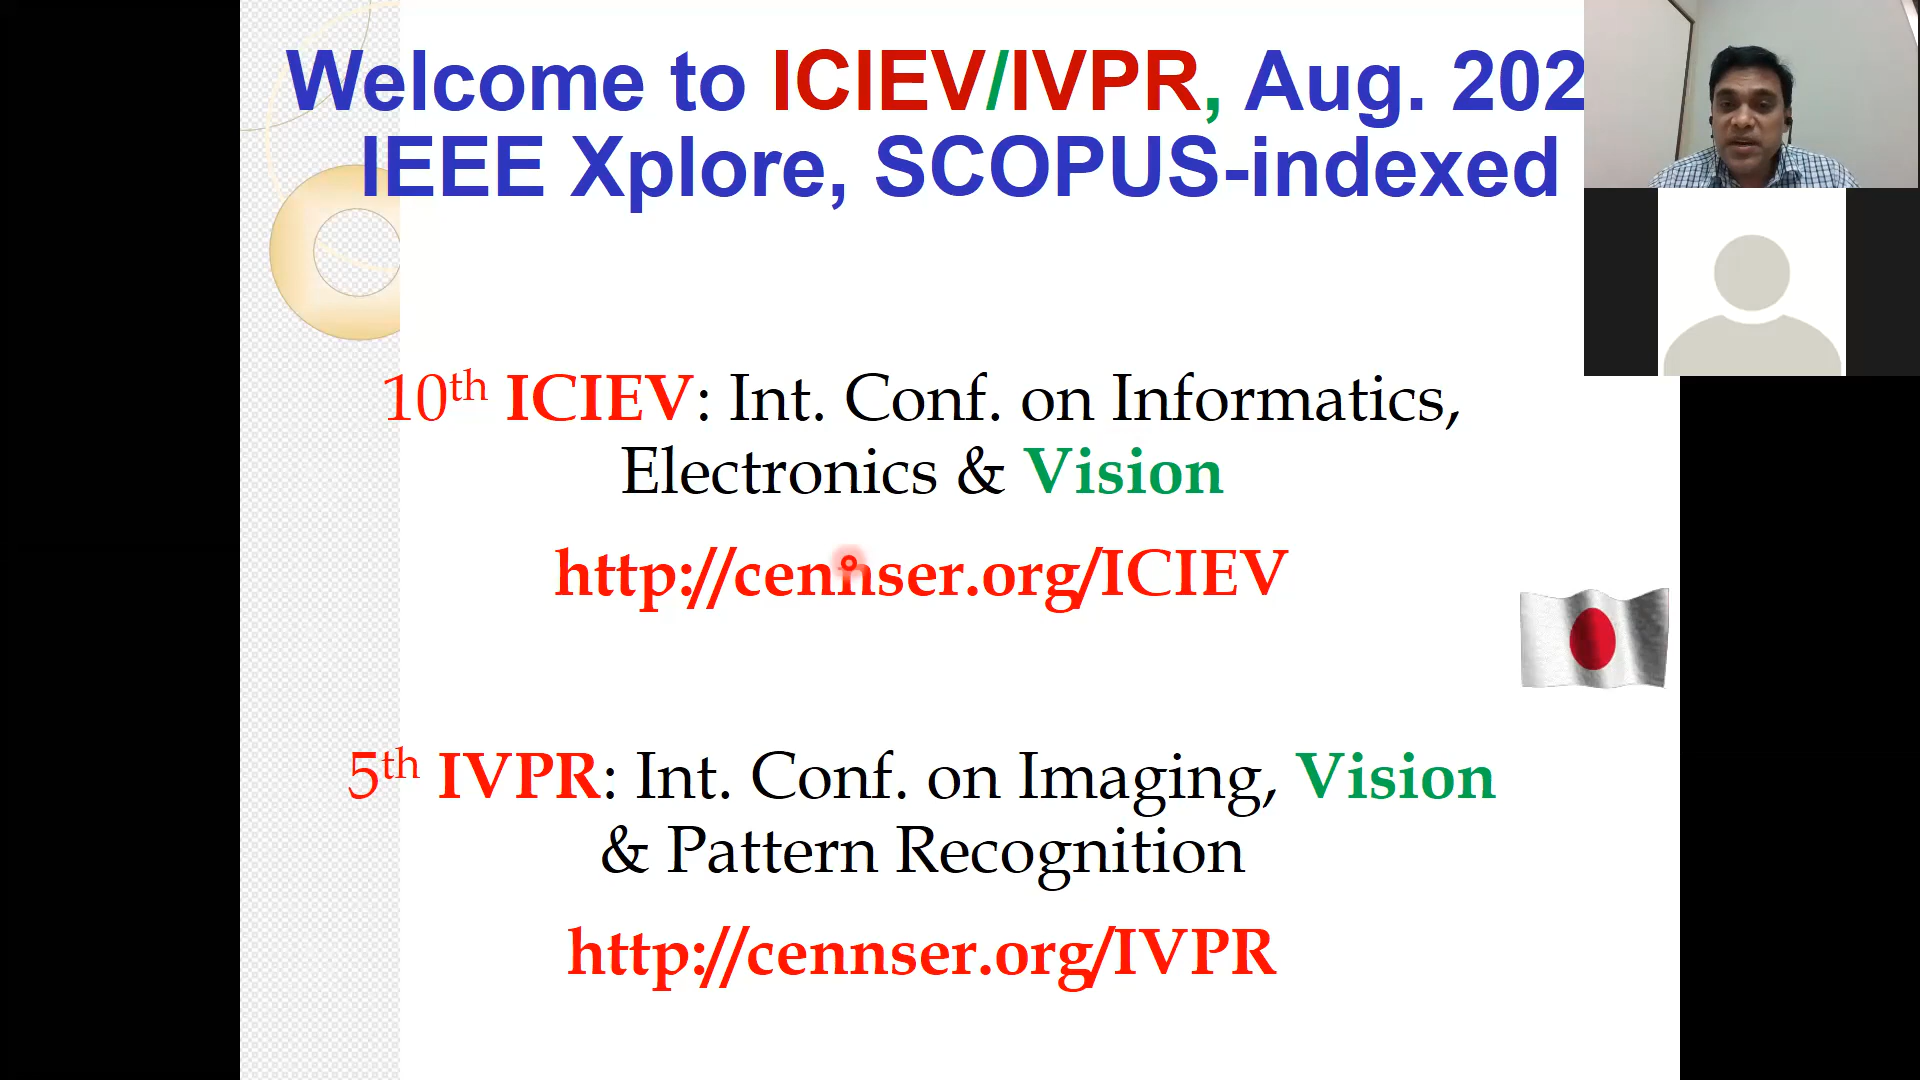 Welcome to ICIEV/IVPR, Aug. 202
IEEE Xplore, SCOPUS-indexed
10th ICIEV: Int. Conf. on Informatics,
Electronics & Vision
http://cennser.org/ICIEV
5th IVPR: Int. Conf. on Imaging, Vision
& Pattern Recognition
http://cennser.org/IVPR